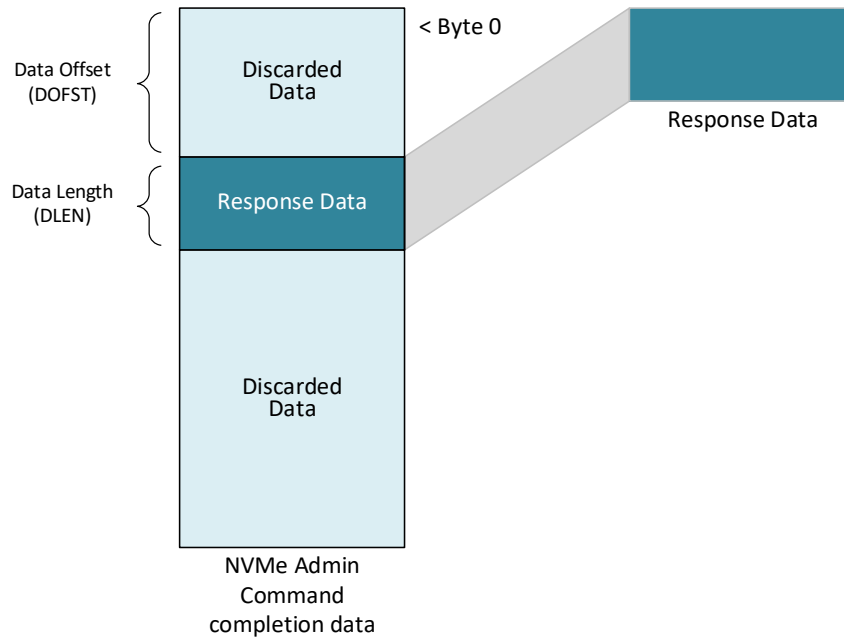 Data Offset
(DOFST)
Discarded
Data
< Byte 0
Response Data
Data Length
(DLEN)
Response Data
Discarded
Data
NVMe Admin
Command
completion data